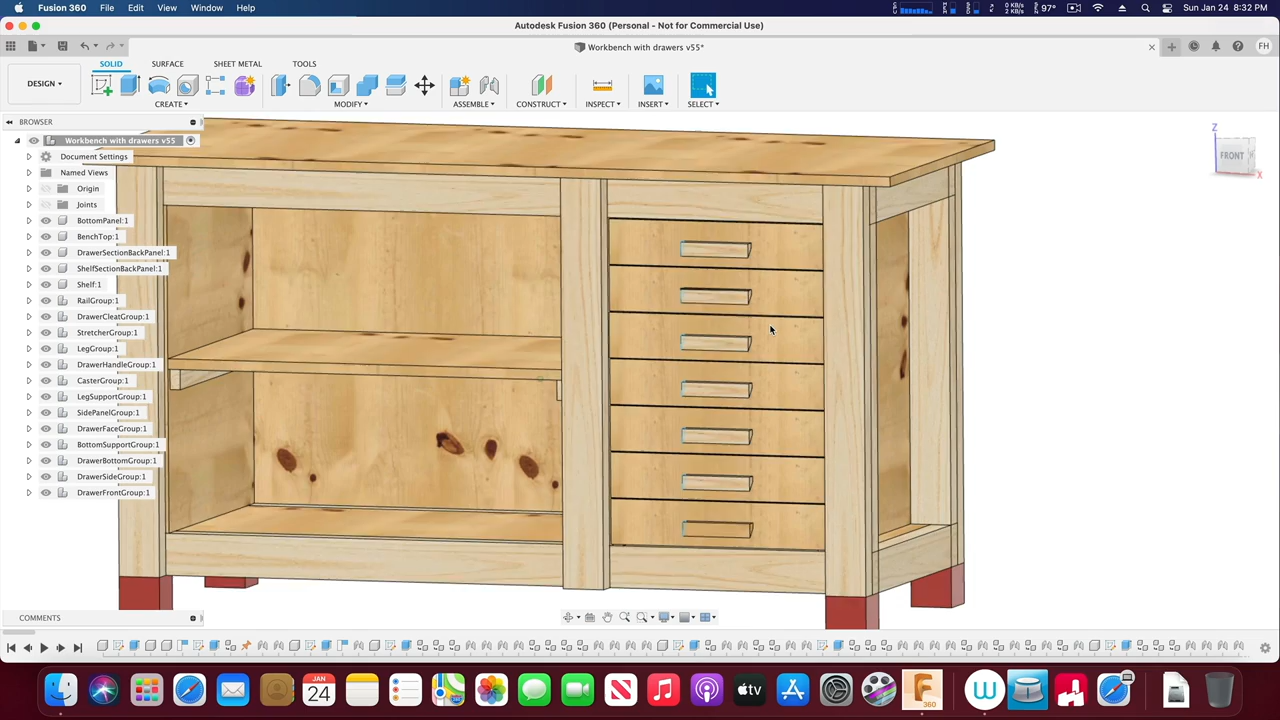 Fusion 360 File Edit View Window Help
97° Sun Jan 24 8:32 PM
Autodesk Fusion 360 (Personal - Not for Commercial Use)
Workbench with drawers v55*
FH
SOLID SURFACE SHEET METAL TOOLS
DESIGN
CREATE MODIFY ASSEMBLE CONSTRUCT INSPECT INSERT SELECT
BROWSER
Workbench with drawers v55
Document Settings
Named Views
Origin
Joints
BottomPanel:1
BenchTop:1
DrawerSectionBackPanel:1
ShelfSectionBackPanel:1
Shelf:1
RailGroup:1
DrawerCleatGroup:1
StretcherGroup:1
LegGroup:1
DrawerHandleGroup:1
CasterGroup:1
LegSupportGroup:1
SidePanelGroup:1
DrawerFaceGroup:1
BottomSupportGroup:1
DrawerBottomGroup:1
DrawerSideGroup:1
DrawerFrontGroup:1
Z
FRONT
X
COMMENTS
JAN
24
tv
360